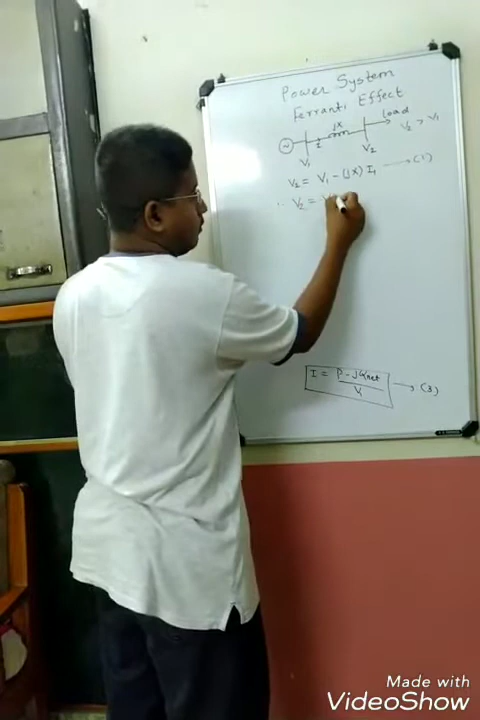 Power System
Ferranti Effect
~ I jX load
V₁ V₂ V₂ > V₁
V₂ = V₁ - (jX) I, → (1)
∴ V₂ =
I = P - jQnet / V₁ → (3)
Made with
VideoShow